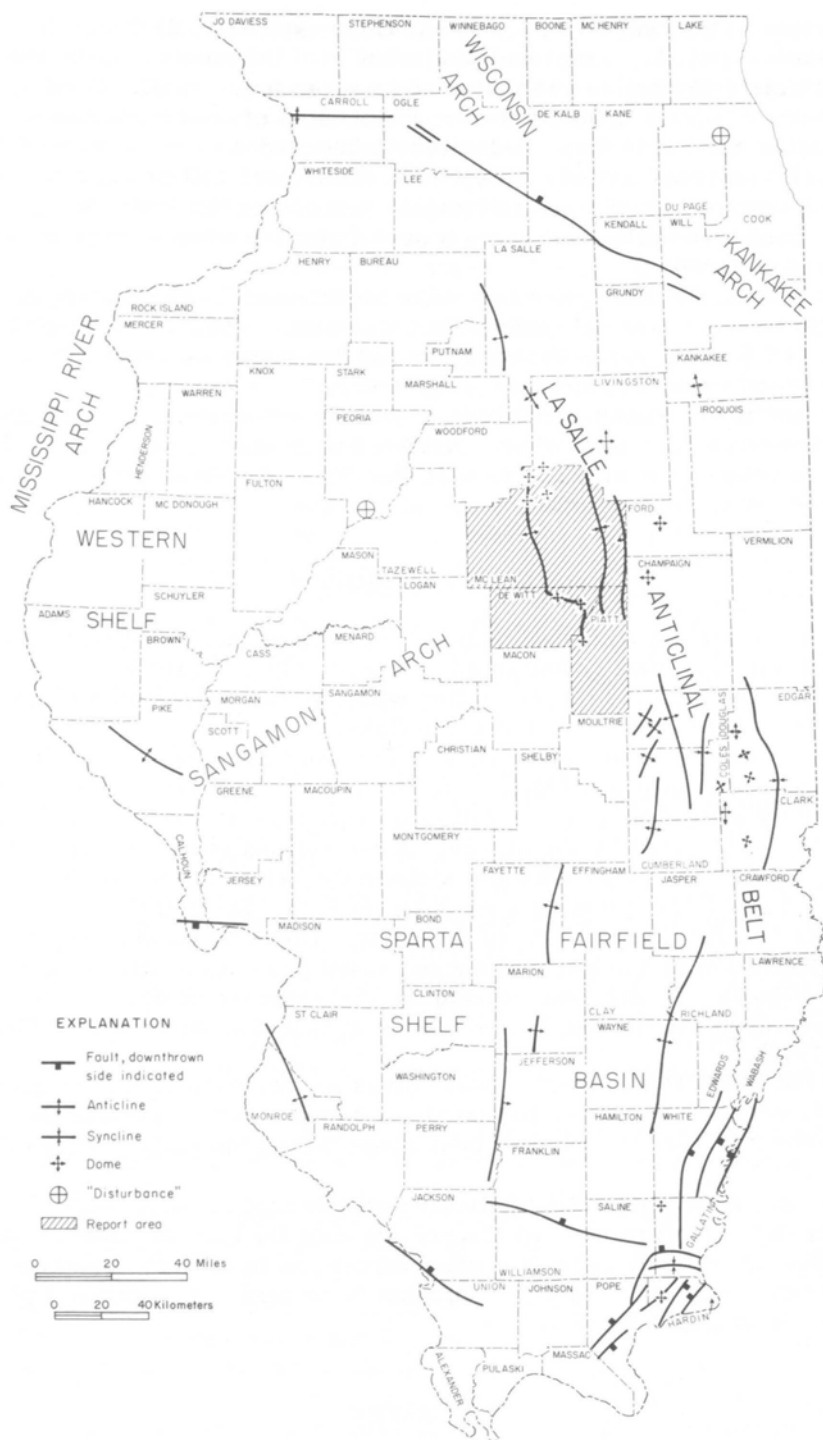 JO DAVIESS
STEPHENSON
WINNEBAGO
BOONE
MC HENRY
LAKE
WISCONSIN
ARCH
CARROLL
OGLE
DE KALB
KANE
WHITESIDE
LEE
DU PAGE
COOK
KENDALL
WILL
KANKAKEE
ARCH
HENRY
BUREAU
LA SALLE
GRUNDY
ROCK ISLAND
MERCER
PUTNAM
KANKAKEE
KNOX
STARK
MARSHALL
LIVINGSTON
MISSISSIPPI RIVER
ARCH
HENDERSON
WARREN
PEORIA
WOODFORD
LA SALLE
ANTICLINAL
BELT
IROQUOIS
HANCOCK
MC DONOUGH
FULTON
FORD
WESTERN
SHELF
MASON
TAZEWELL
MC LEAN
CHAMPAIGN
VERMILION
LOGAN
DE WITT
SCHUYLER
ADAMS
BROWN
CASS
MENARD
PIATT
MACON
SANGAMON
ARCH
PIKE
MORGAN
SANGAMON
SCOTT
CHRISTIAN
MOULTRIE
SHELBY
COLES
DOUGLAS
EDGAR
GREENE
MACOUPIN
CLARK
CALHOUN
MONTGOMERY
JERSEY
FAYETTE
EFFINGHAM
CUMBERLAND
JASPER
CRAWFORD
MADISON
BOND
SPARTA
SHELF
FAIRFIELD
BASIN
MARION
LAWRENCE
CLINTON
CLAY
RICHLAND
ST CLAIR
WAYNE
JEFFERSON
WASHINGTON
EDWARDS
WABASH
MONROE
RANDOLPH
PERRY
HAMILTON
WHITE
FRANKLIN
JACKSON
SALINE
GALLATIN
WILLIAMSON
UNION
JOHNSON
POPE
HARDIN
MASSAC
ALEXANDER
PULASKI
EXPLANATION
Fault, downthrown
side indicated
Anticline
Syncline
Dome
"Disturbance"
Report area
0 20 40 Miles
0 20 40 Kilometers